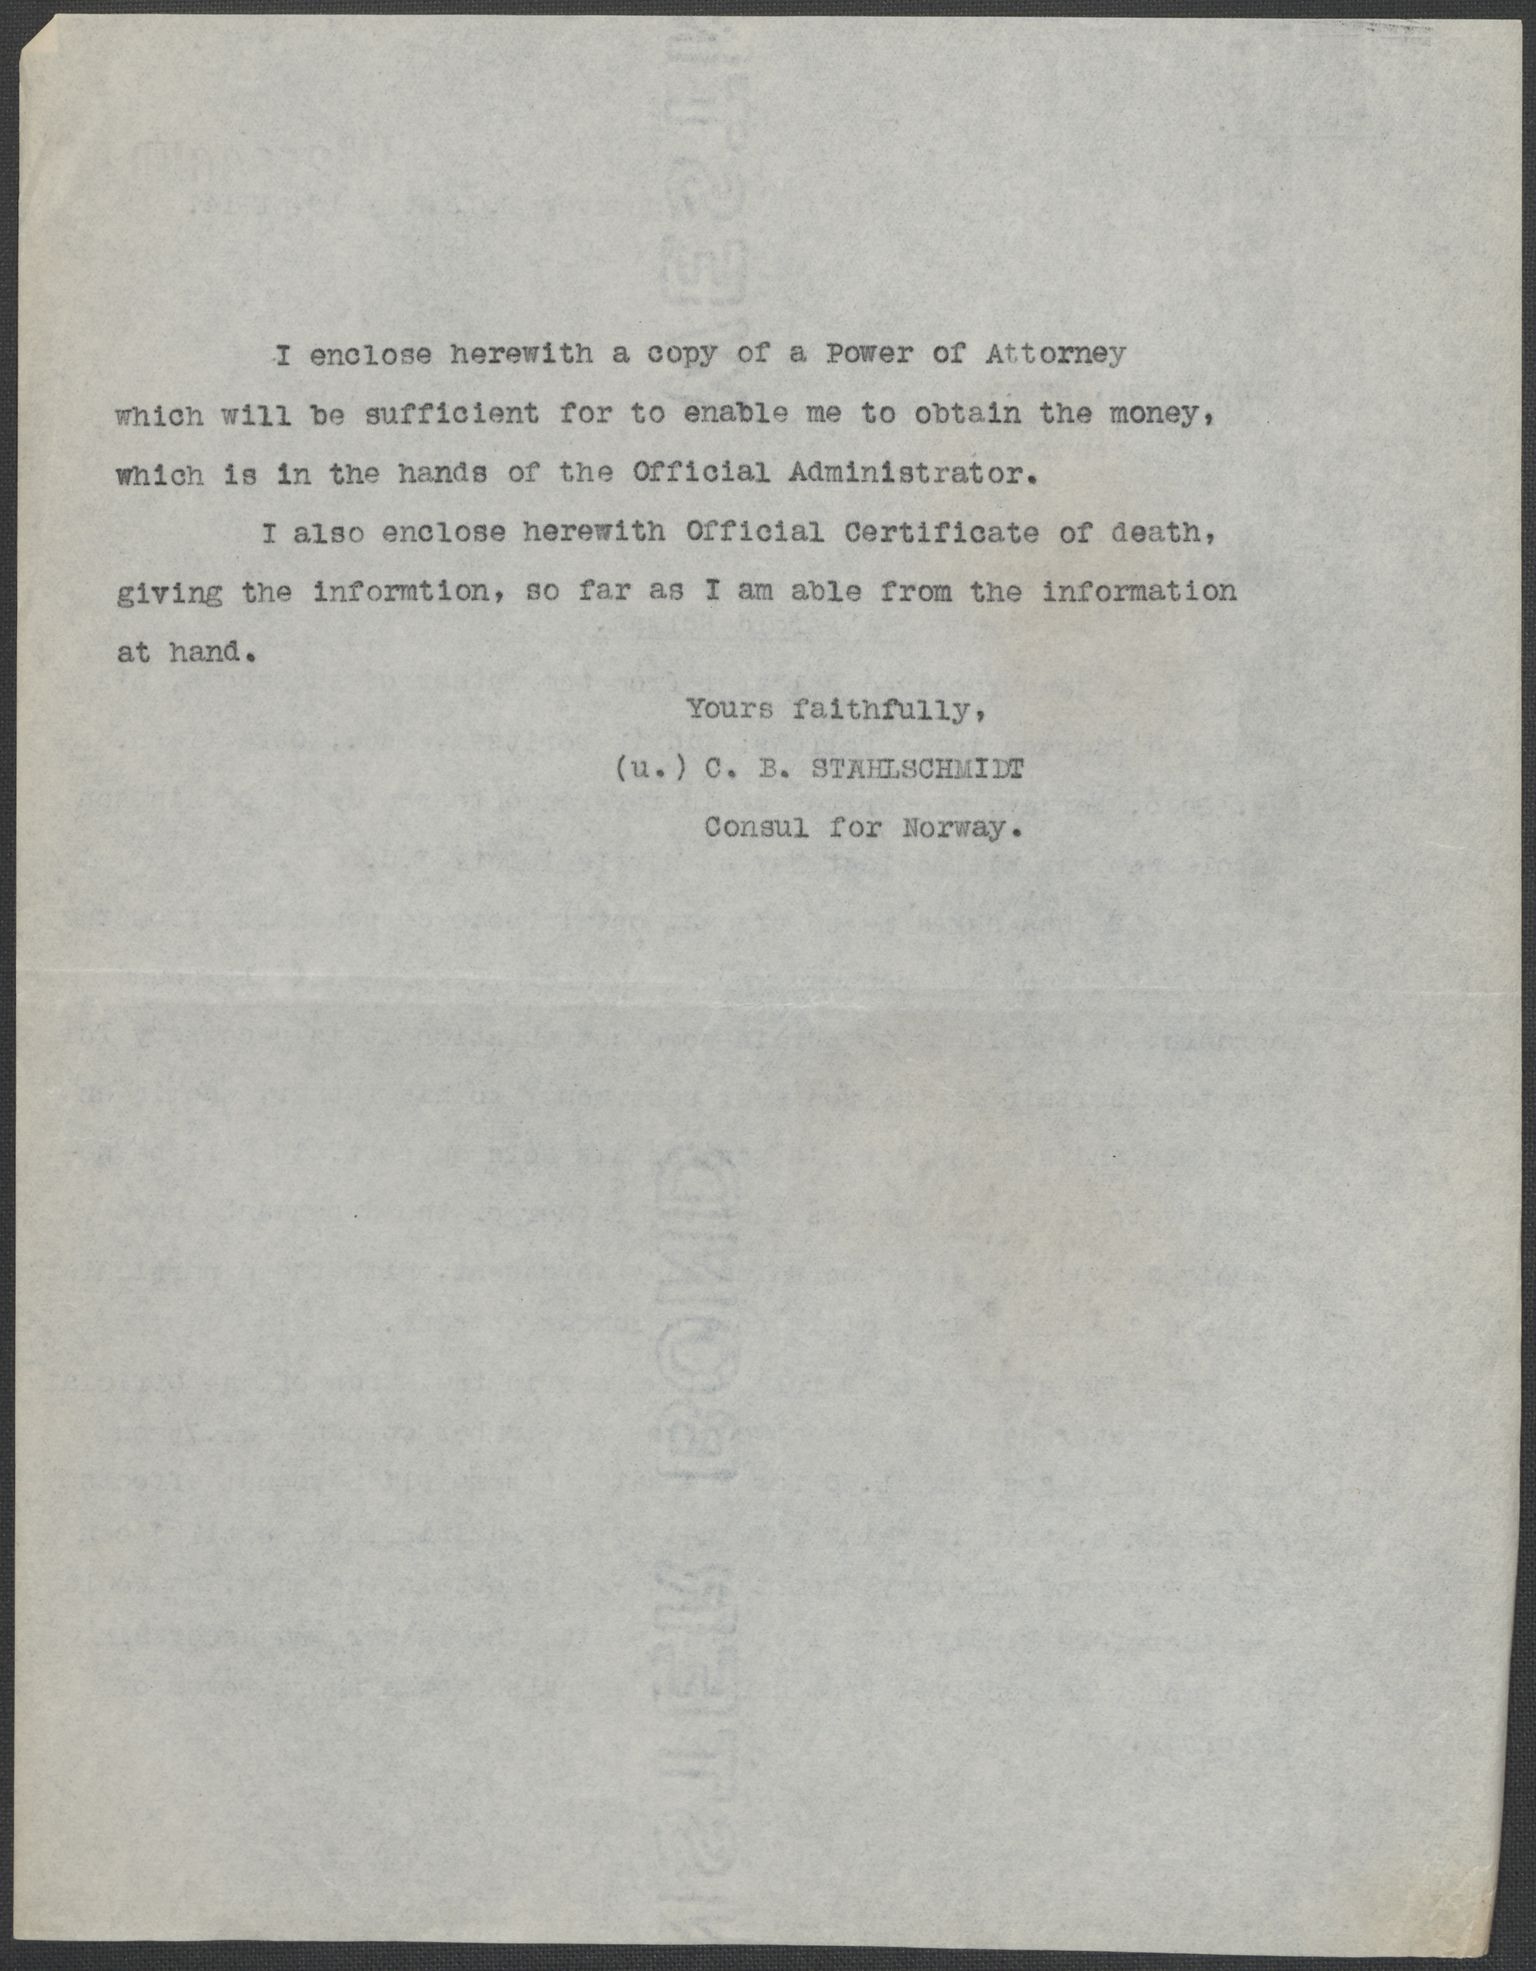 I enclose herewith a copy of a Power of Attorney
which will be sufficient for to enable me to obtain the money,
which is in the hands of the Official Administrator.
I also enclose herewith Official Certificate of death,
giving the informtion, so far as I am able from the information
at hand.
Yours faithfully,
(u.) C. B. STAHLSCHMIDT
Consul for Norway.